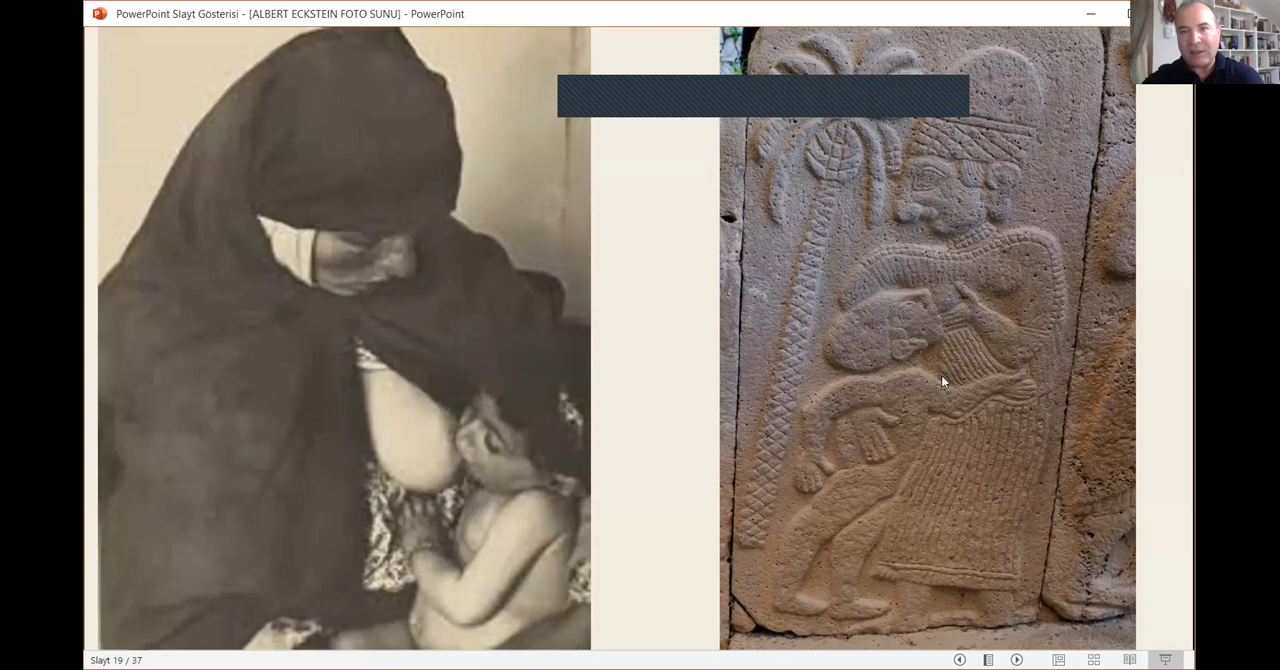 PowerPoint Slayt Gösterisi - [ALBERT ECKSTEIN FOTO SUNU] - PowerPoint
Slayt 19 / 37